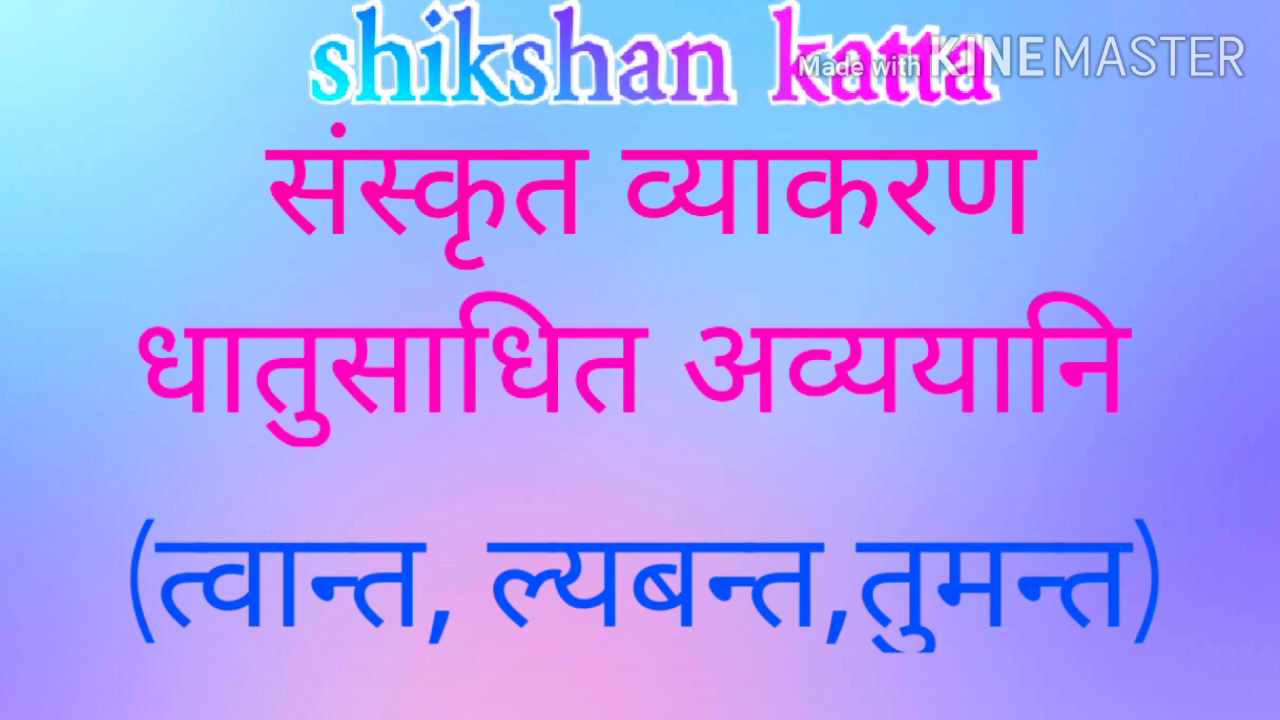 shikshan katta
Made with KINEMASTER
संस्कृत व्याकरण
धातुसाधित अव्ययानि
(त्वान्त, ल्यबन्त,तुमन्त)